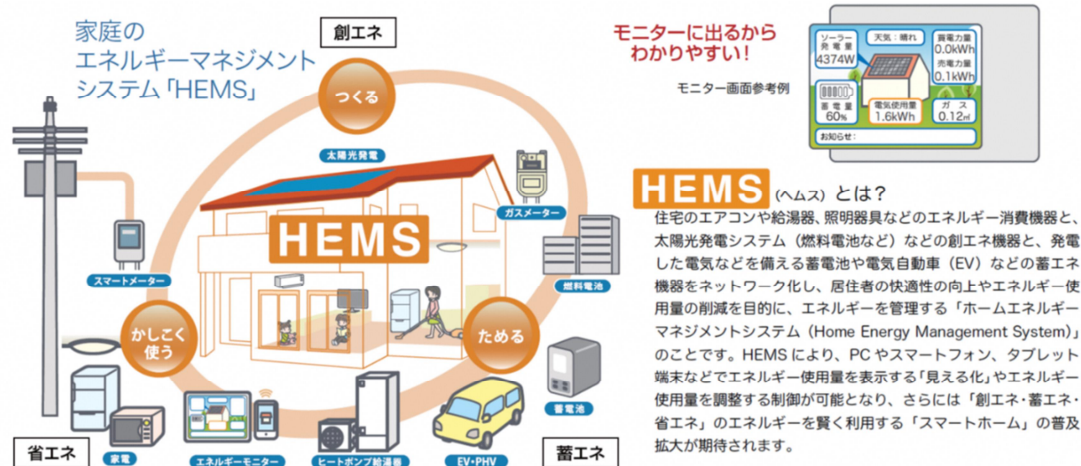 家庭の
エネルギーマネジメント
システム「HEMS」
創エネ
つくる
太陽光発電
HEMS
ガスメーター
燃料電池
スマートメーター
かしこく
使う
ためる
蓄電池
省エネ
家電
エネルギーモニター
ヒートポンプ給湯器
EV・PHV
蓄エネ
モニターに出るから
わかりやすい！
モニター画面参考例
ソーラー
発電量
4374W
天気：晴れ
買電力量
0.0kWh
売電力量
0.1kWh
蓄電量
60%
電気使用量
1.6kWh
ガス
0.12㎥
お知らせ：
HEMS（ヘムス）とは？
住宅のエアコンや給湯器、照明器具などのエネルギー消費機器と、
太陽光発電システム（燃料電池など）などの創エネ機器と、発電
した電気などを備える蓄電池や電気自動車（EV）などの蓄エネ
機器をネットワーク化し、居住者の快適性の向上やエネルギー使
用量の削減を目的に、エネルギーを管理する「ホームエネルギー
マネジメントシステム（Home Energy Management System）」
のことです。HEMSにより、PCやスマートフォン、タブレット
端末などでエネルギー使用量を表示する「見える化」やエネルギー
使用量を調整する制御が可能となり、さらには「創エネ・蓄エネ・
省エネ」のエネルギーを賢く利用する「スマートホーム」の普及
拡大が期待されます。